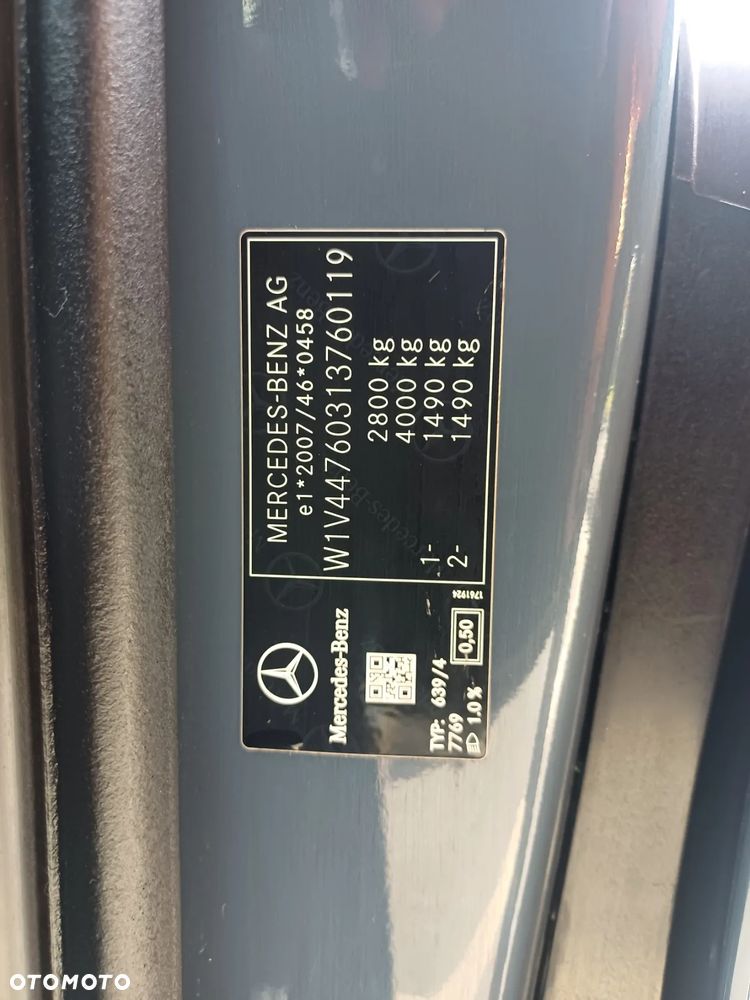 MERCEDES-BENZ AG
e1*2007/46*0458
W1V44760313760119
2800 kg
4000 kg
1- 1490 kg
2- 1490 kg
Mercedes-Benz
TYP: 639/4
7769
1.0%
0,50
1761924
OTOMOTO